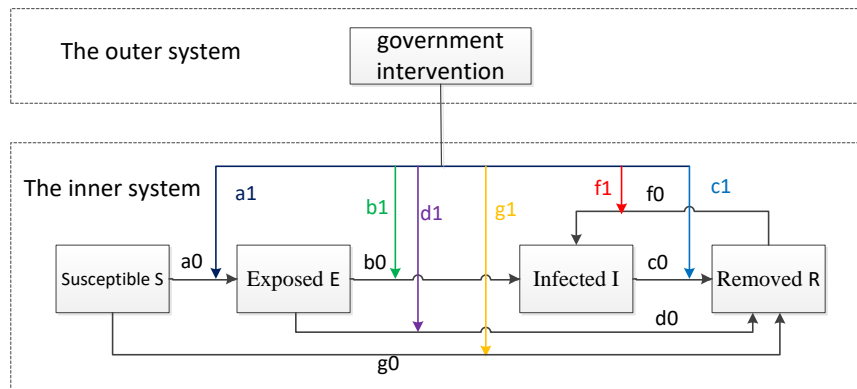 The outer system
government
intervention
The inner system
a1
b1
d1
g1
f1
f0
c1
Susceptible S
a0
Exposed E
b0
Infected I
c0
Removed R
d0
g0